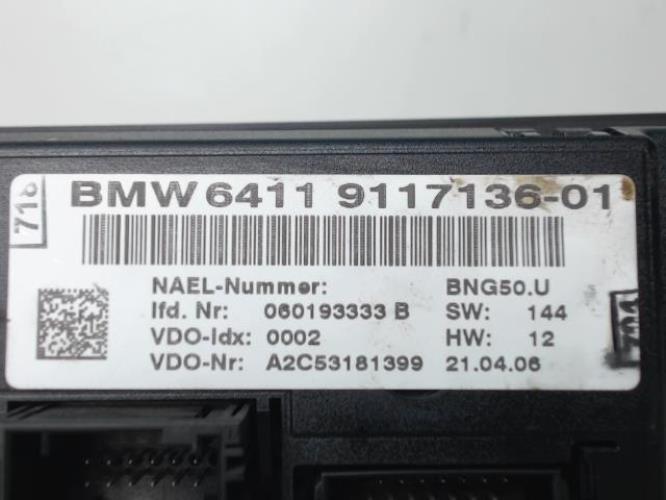 718
BMW 6411 9117136-01
NAEL-Nummer: BNG50.U
lfd. Nr: 060193333 B SW: 144
VDO-Idx: 0002 HW: 12
VDO-Nr: A2C53181399 21.04.06